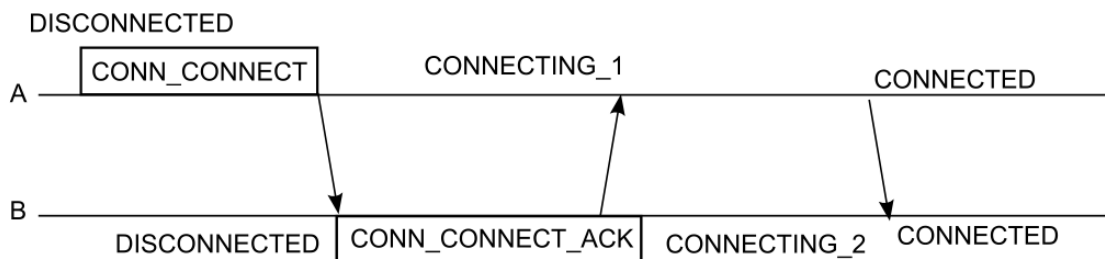 DISCONNECTED
CONN_CONNECT
CONNECTING_1
A
CONNECTED
B
DISCONNECTED
CONN_CONNECT_ACK
CONNECTING_2
CONNECTED